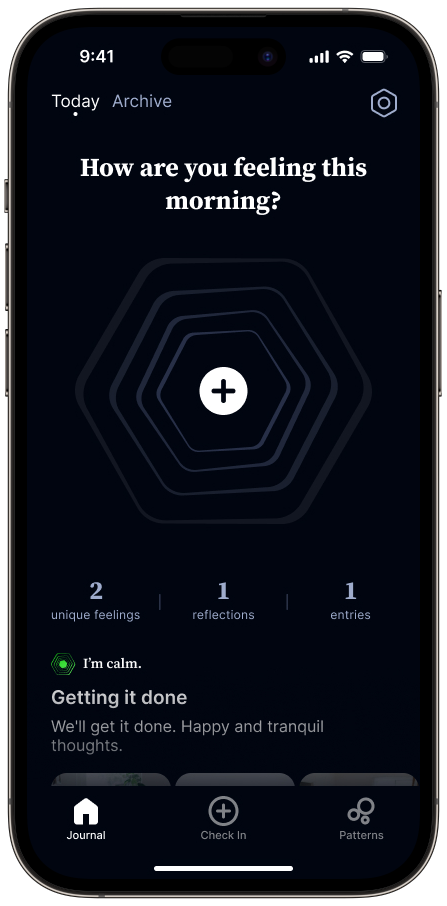 9:41
Today Archive
How are you feeling this
morning?
2 1 1
unique feelings reflections entries
I'm calm.
Getting it done
We'll get it done. Happy and tranquil
thoughts.
Journal Check In Patterns